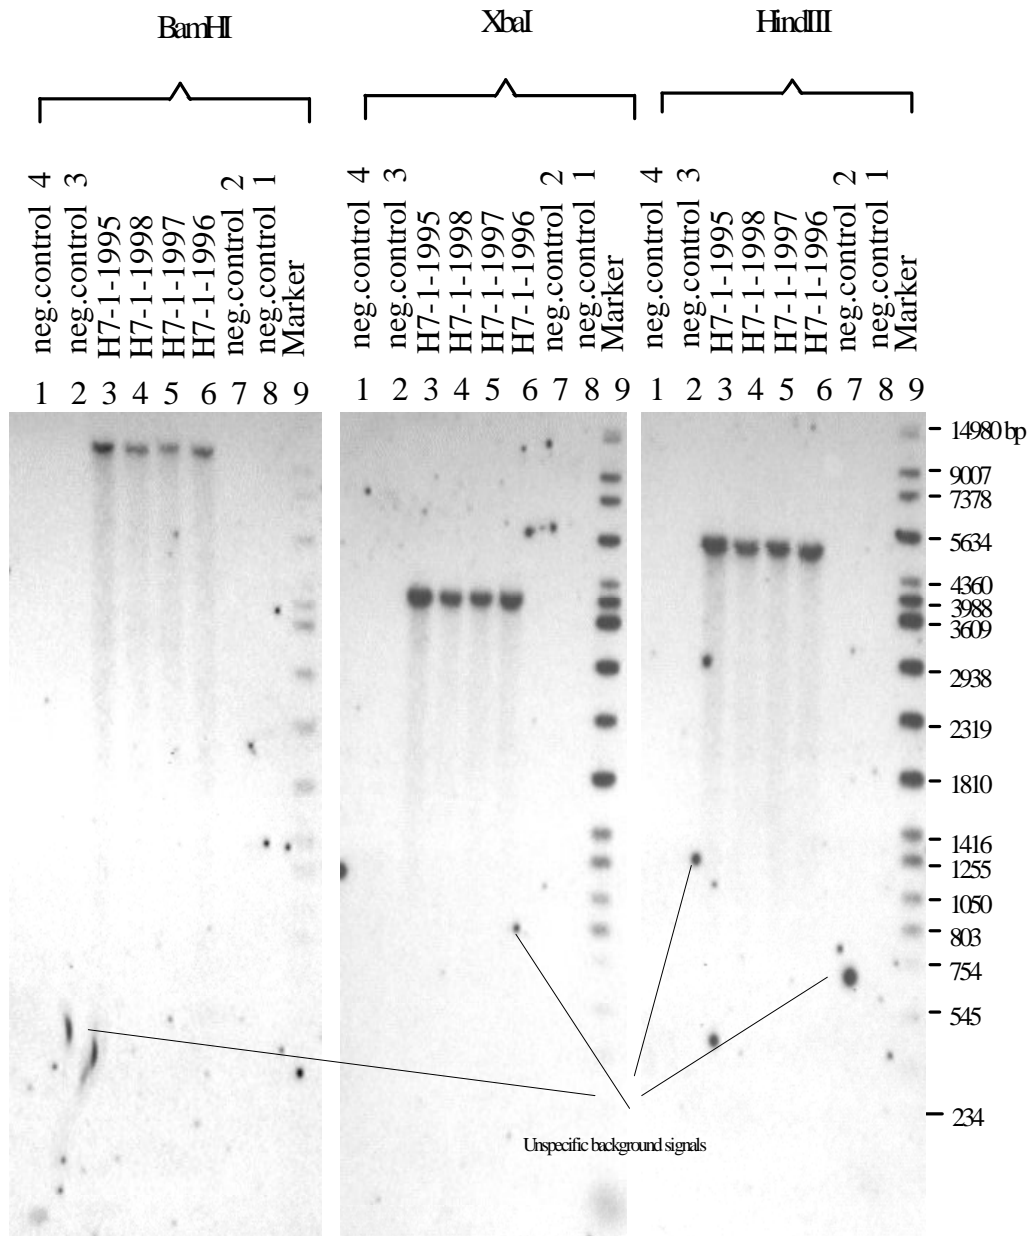 BamHI
XbaI
HindIII
neg.control 4
neg.control 3
H7-1-1995
H7-1-1998
H7-1-1997
H7-1-1996
neg.control 2
neg.control 1
Marker
neg.control 4
neg.control 3
H7-1-1995
H7-1-1998
H7-1-1997
H7-1-1996
neg.control 2
neg.control 1
Marker
neg.control 4
neg.control 3
H7-1-1995
H7-1-1998
H7-1-1997
H7-1-1996
neg.control 2
neg.control 1
Marker
1 2 3 4 5 6 7 8 9
1 2 3 4 5 6 7 8 9
1 2 3 4 5 6 7 8 9
14980 bp
9007
7378
5634
4360
3988
3609
2938
2319
1810
1416
1255
1050
803
754
545
234
Unspecific background signals